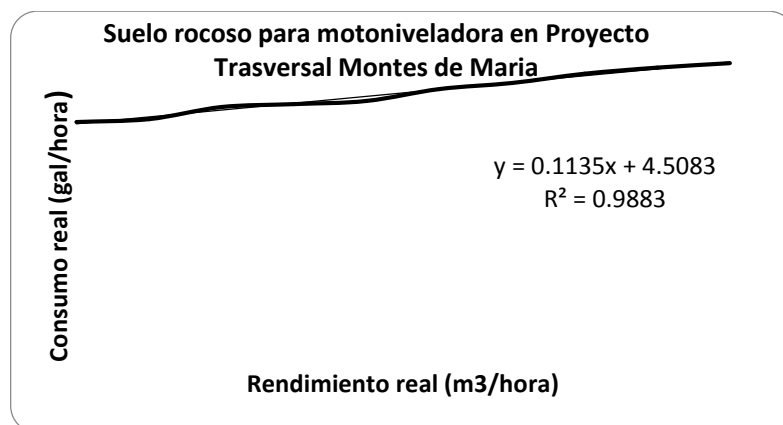 Suelo rocoso para motoniveladora en Proyecto
Trasversal Montes de Maria
Consumo real (gal/hora)
y = 0.1135x + 4.5083
R² = 0.9883
Rendimiento real (m3/hora)